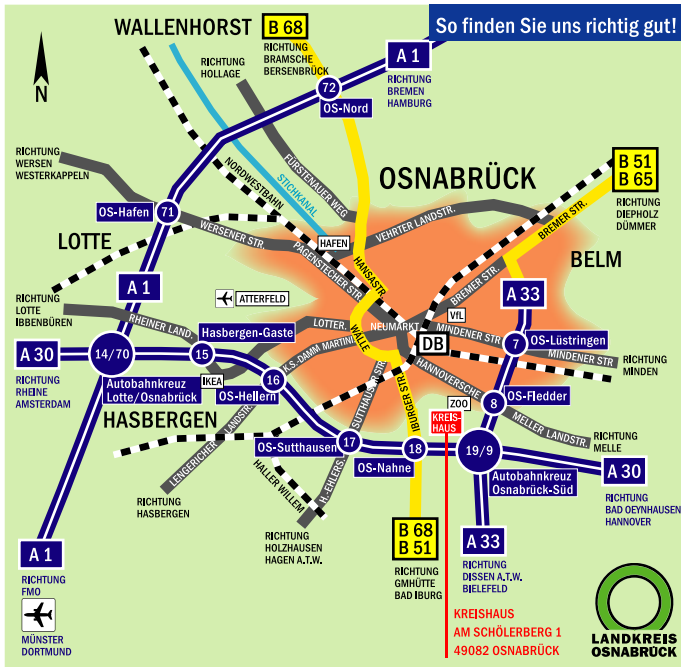 So finden Sie uns richtig gut!
WALLENHORST
B 68
RICHTUNG
BRAMSCHE
BERSENBRÜCK
A 1
RICHTUNG
BREMEN
HAMBURG
RICHTUNG
HOLLAGE
N
72
OS-Nord
RICHTUNG
WERSEN
WESTERKAPPELN
NORDWESTBAHN
STICHKANAL
FÜRSTENAUER WEG
OSNABRÜCK
B 51
B 65
RICHTUNG
DIEPHOLZ
DÜMMER
OS-Hafen
71
WERSENER STR.
HAFEN
VEHRTER LANDSTR.
BREMER STR.
LOTTE
PAGENSTECHER STR.
HANSASTR.
BELM
A 1
ATTERFELD
BREMER STR.
A 33
RICHTUNG
LOTTE
IBBENBÜREN
RHEINER LAND.
Hasbergen-Gaste
LOTTER.
WALLE
NEUMARKT
VfL
MINDENER STR.
7
OS-Lüstringen
MINDENER STR
A 30
14/70
15
K.S.-DAMM
MARTINI
DB
RICHTUNG
MINDEN
RICHTUNG
RHEINE
AMSTERDAM
Autobahnkreuz
Lotte/Osnabrück
IKEA
16
OS-Hellern
SUTTHAUSER STR
IBURGER STR.
HANNOVERSCHE
ZOO
8
OS-Fledder
HASBERGEN
LENGERICHER LANDSTR.
KREIS-
HAUS
MELLER LANDSTR.
RICHTUNG
MELLE
OS-Sutthausen
17
OS-Nahne
18
19/9
Autobahnkreuz
Osnabrück-Süd
A 30
RICHTUNG
BAD OEYNHAUSEN
HANNOVER
HALLER WILLEM
H.-EHLERS.
RICHTUNG
HASBERGEN
A 1
RICHTUNG
FMO
MÜNSTER
DORTMUND
RICHTUNG
HOLZHAUSEN
HAGEN A.T.W.
B 68
B 51
RICHTUNG
GMHÜTTE
BAD IBURG
A 33
RICHTUNG
DISSEN A.T.W.
BIELEFELD
KREISHAUS
AM SCHÖLERBERG 1
49082 OSNABRÜCK
LANDKREIS
OSNABRÜCK